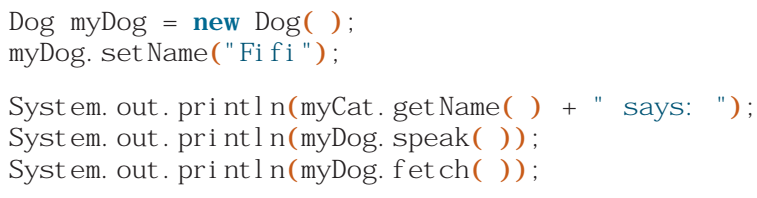 Dog myDog = new Dog( );
myDog.setName("Fifi");
System.out.println(myCat.getName( ) + " says: ");
System.out.println(myDog.speak( ));
System.out.println(myDog.fetch( ));